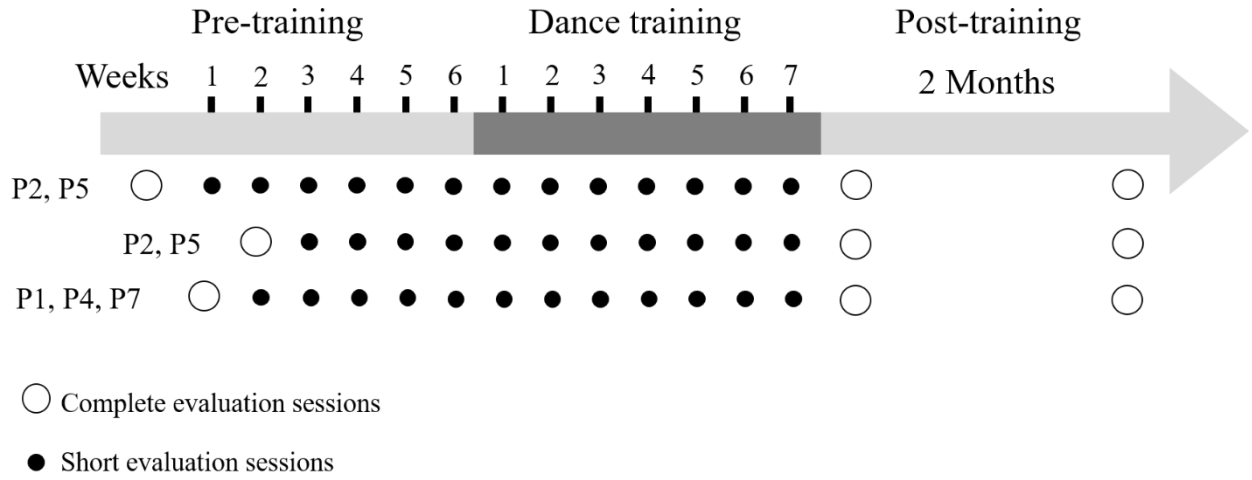 Pre-training Dance training Post-training
Weeks 1 2 3 4 5 6 1 2 3 4 5 6 7 2 Months
P2, P5
P2, P5
P1, P4, P7
Complete evaluation sessions
Short evaluation sessions